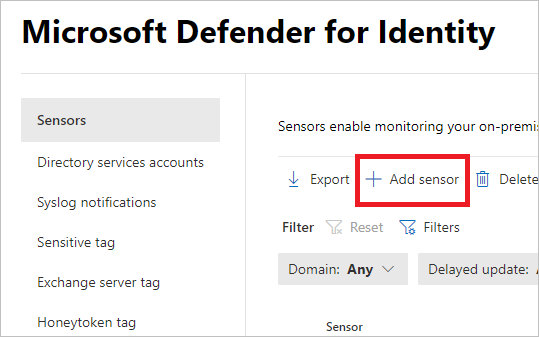 Microsoft Defender for Identity
Sensors
Directory services accounts
Syslog notifications
Sensitive tag
Exchange server tag
Honeytoken tag
Sensors enable monitoring your on-premis
Export Add sensor Delete
Filter Reset Filters
Domain: Any Delayed update:
Sensor